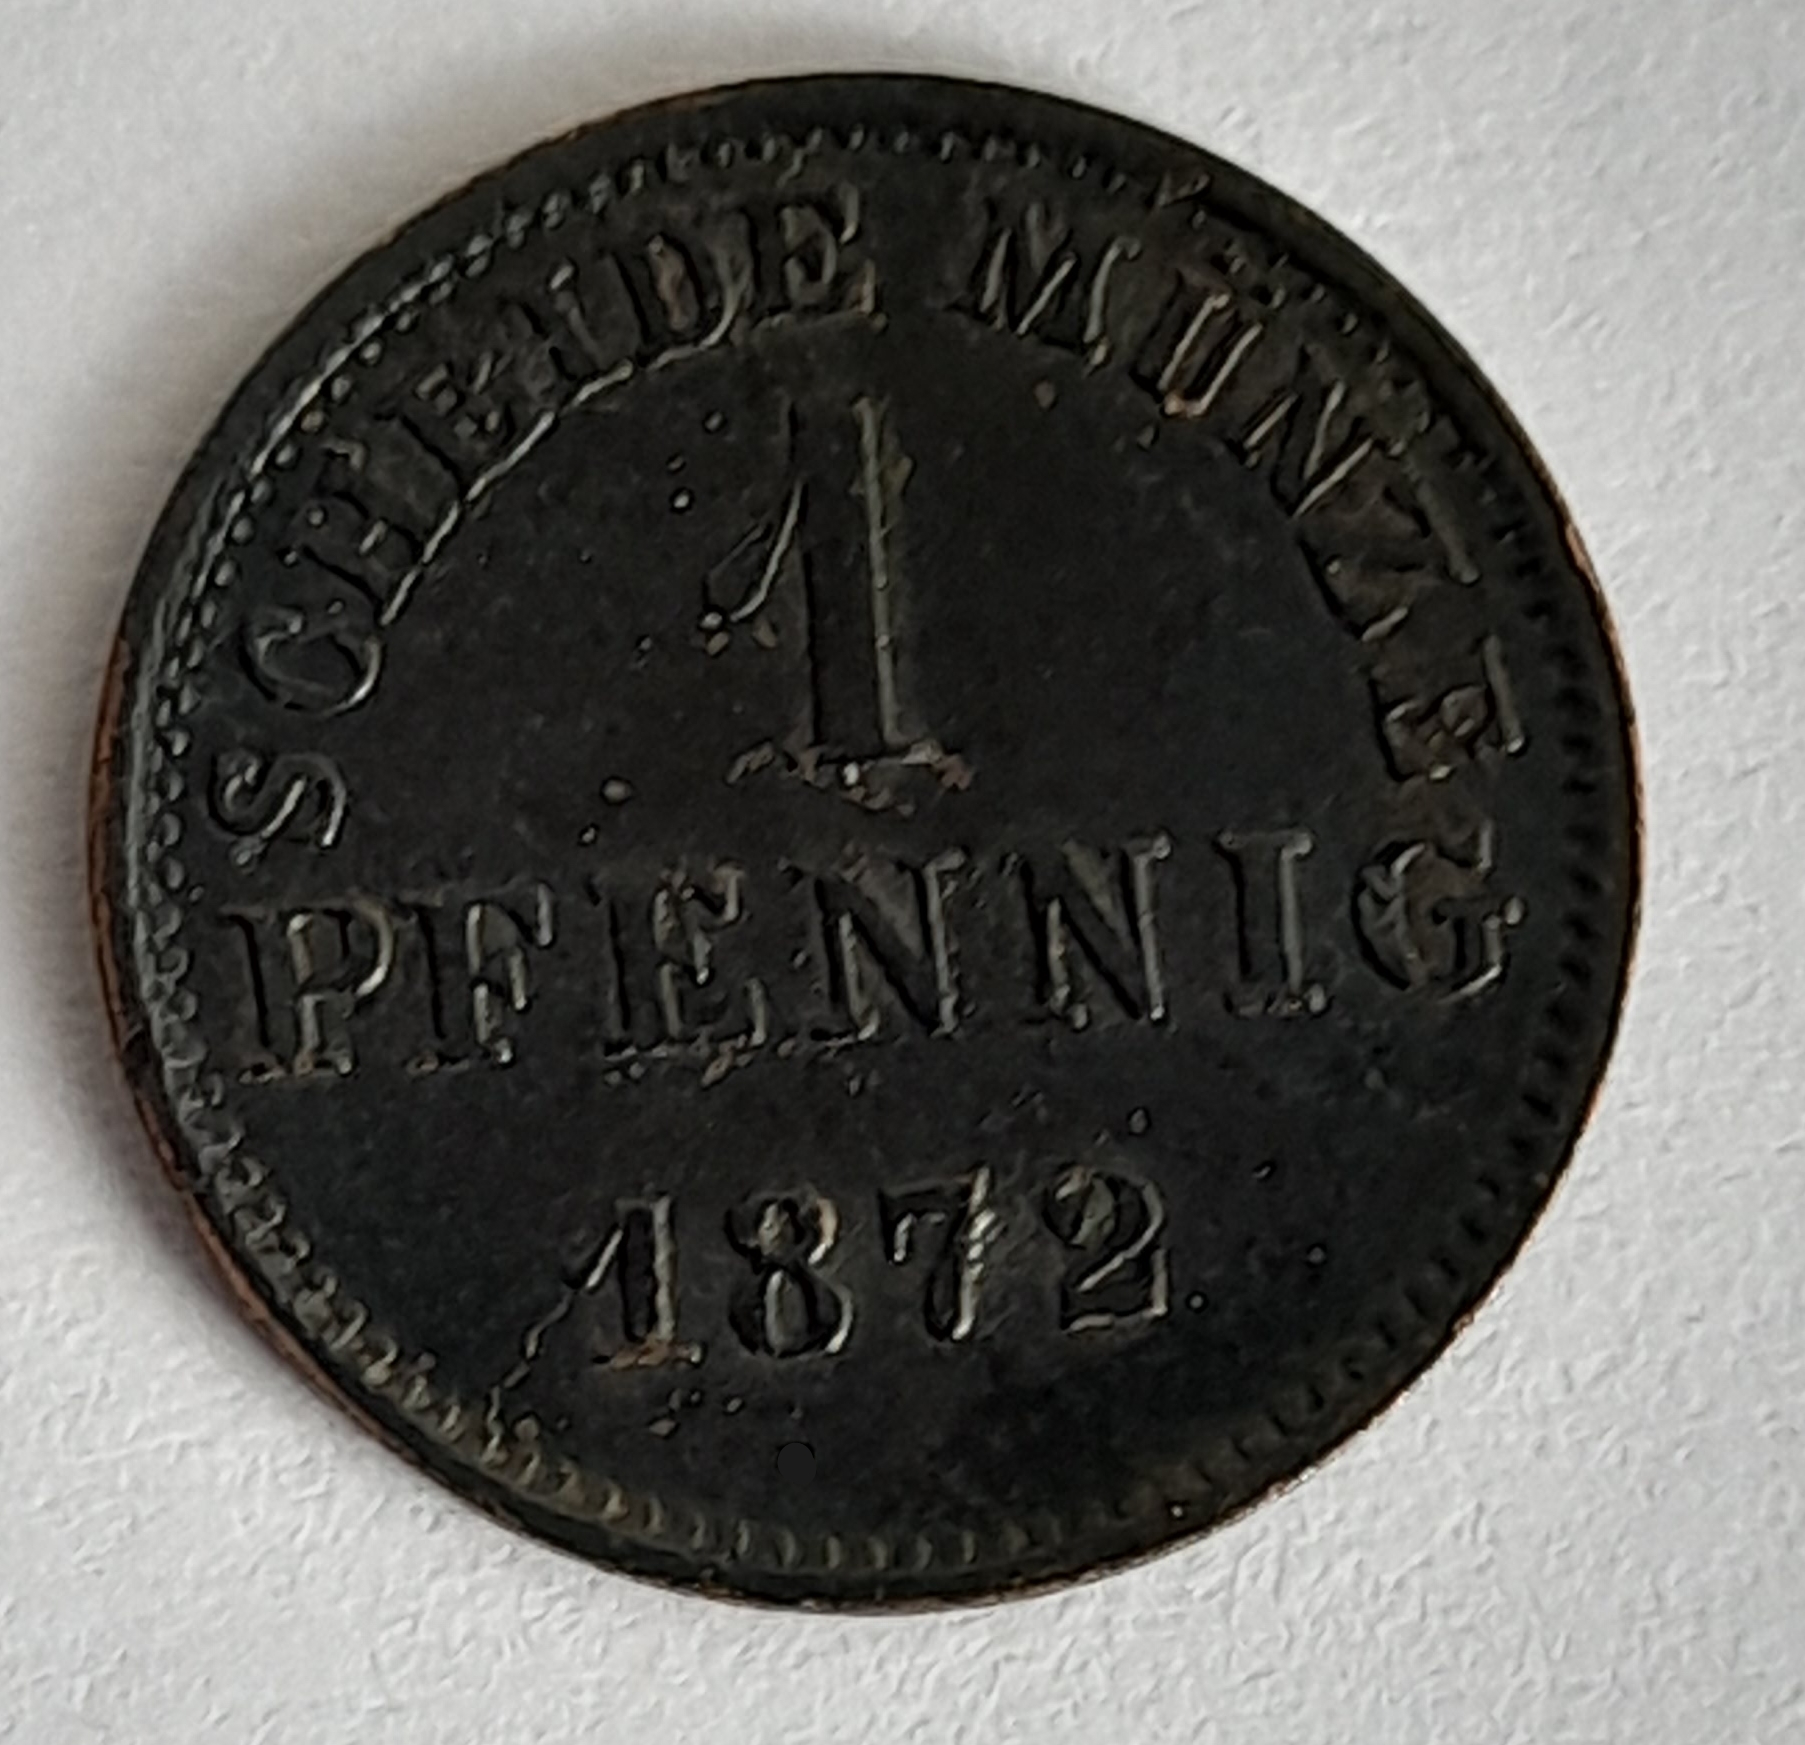 SCHEIDE MÜNZE
1
PFENNIG
1872.